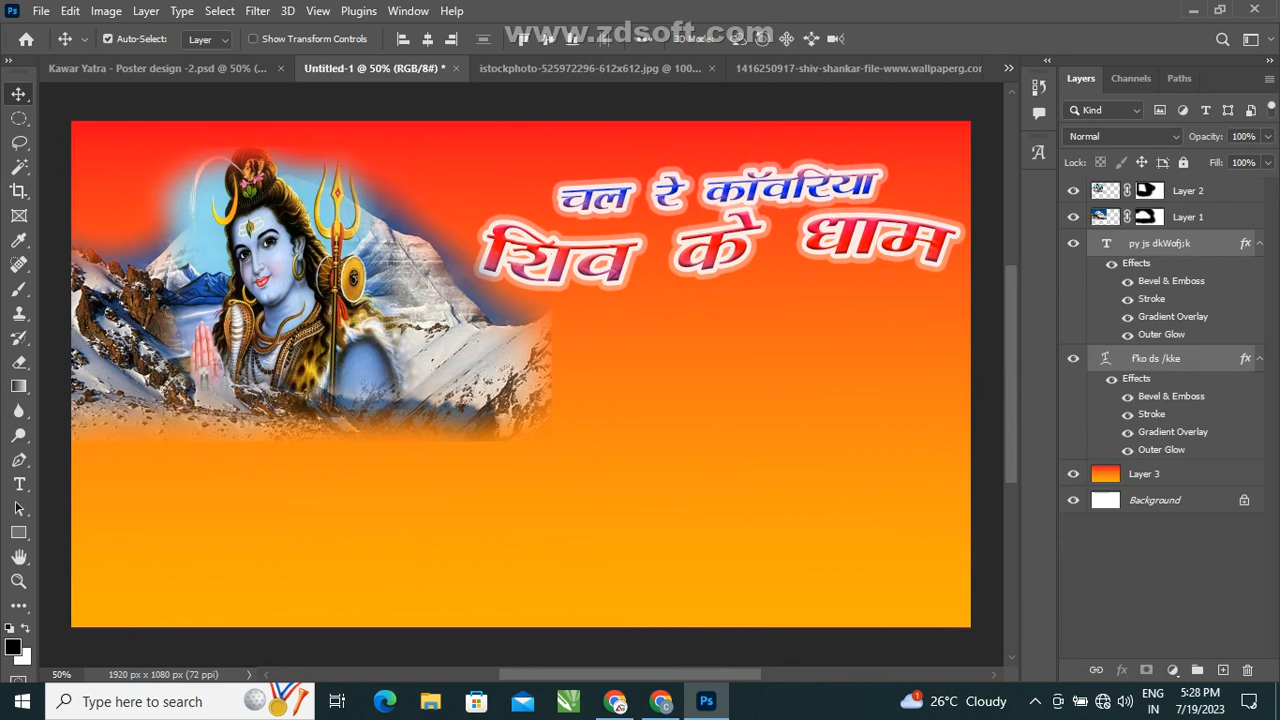 File Edit Image Layer Type Select Filter 3D View Plugins Window Help
www.zdsoft.com
Auto-Select: Layer Show Transform Controls
Kawar Yatra - Poster design -2.psd @ 50% (... Untitled-1 @ 50% (RGB/8#) * istockphoto-525972296-612x612.jpg @ 100... 1416250917-shiv-shankar-file-www.wallpaperg.con
चल रे कॉवरिया
शिव के धाम
Layers Channels Paths
Kind
Normal Opacity: 100%
Lock: Fill: 100%
Layer 2
Layer 1
py js dkWofj;k fx
Effects
Bevel & Emboss
Stroke
Gradient Overlay
Outer Glow
f'ko ds /kke fx
Effects
Bevel & Emboss
Stroke
Gradient Overlay
Outer Glow
Layer 3
Background
50% 1920 px x 1080 px (72 ppi)
Type here to search
26°C Cloudy
ENG IN
5:28 PM
7/19/2023